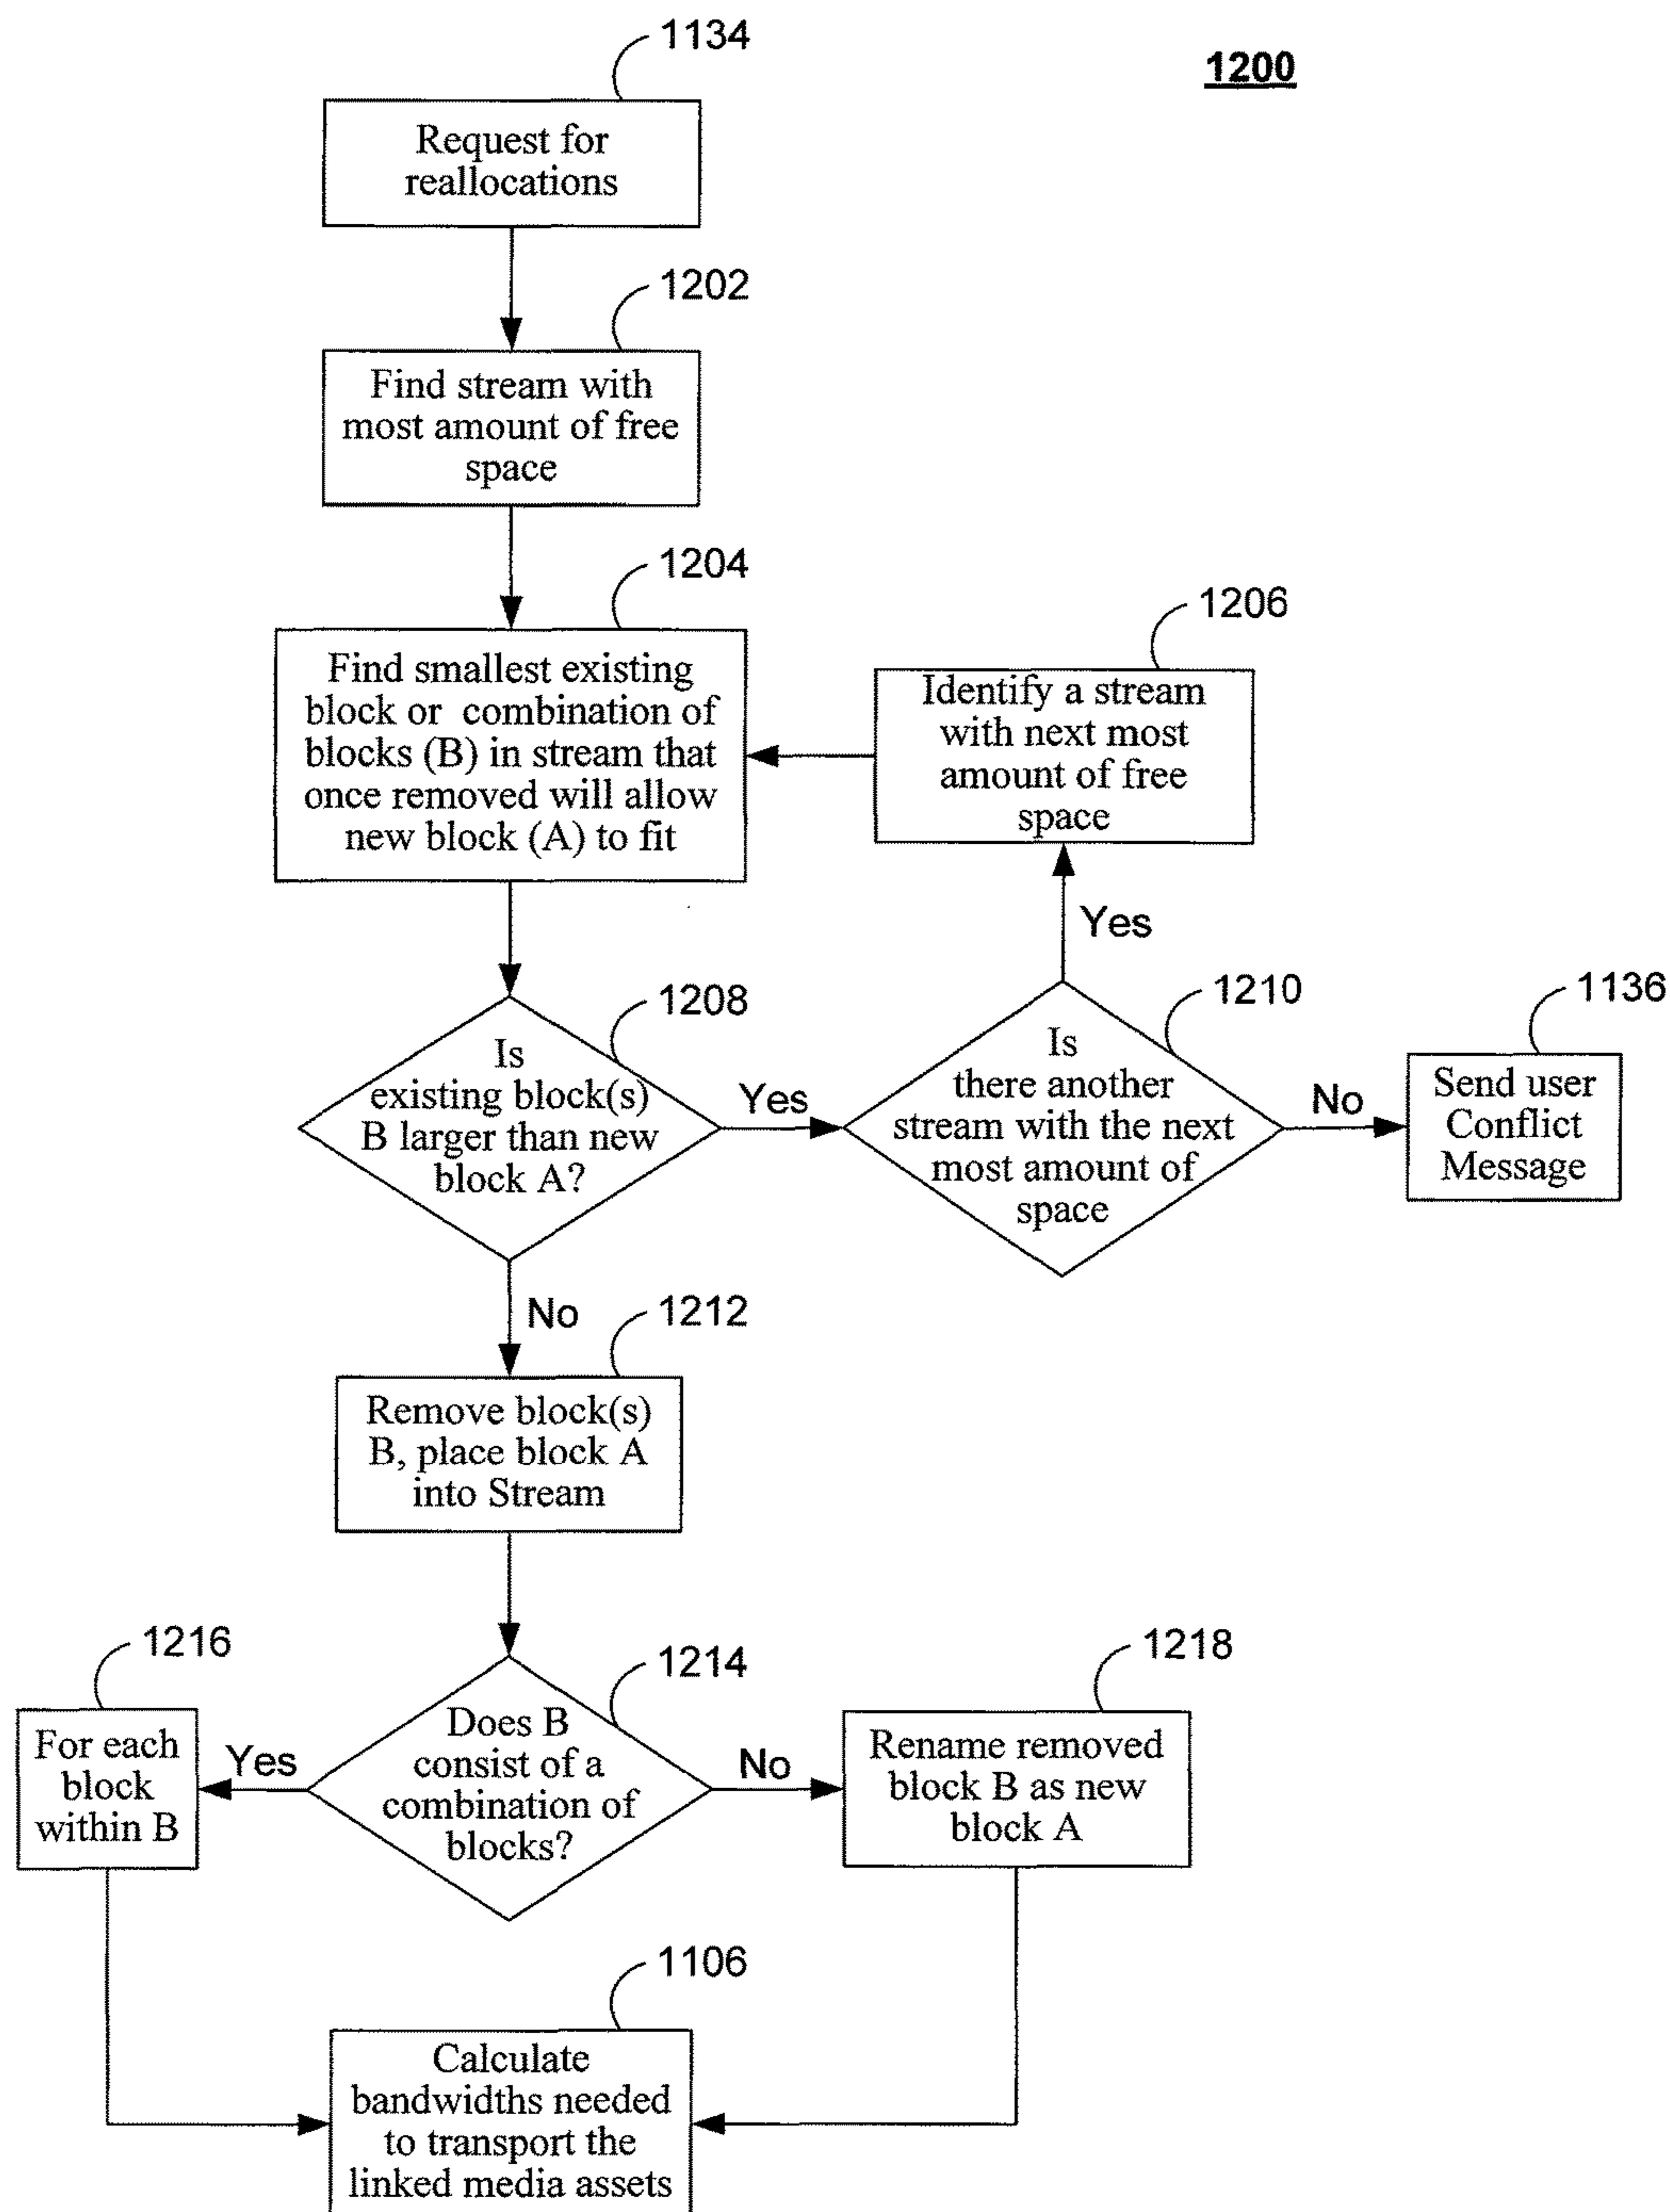 1134
1200
Request for
reallocations
1202
Find stream with
most amount of free
space
1204
Find smallest existing
block or combination of
blocks (B) in stream that
once removed will allow
new block (A) to fit
1206
Identify a stream
with next most
amount of free
space
Yes
1208
Is
existing block(s)
B larger than new
block A?
Yes
1210
Is
there another
stream with the next
most amount of
space
No
1136
Send user
Conflict
Message
No
1212
Remove block(s)
B, place block A
into Stream
1214
Does B
consist of a
combination of
blocks?
Yes
1216
For each
block
within B
No
1218
Rename removed
block B as new
block A
1106
Calculate
bandwidths needed
to transport the
linked media assets